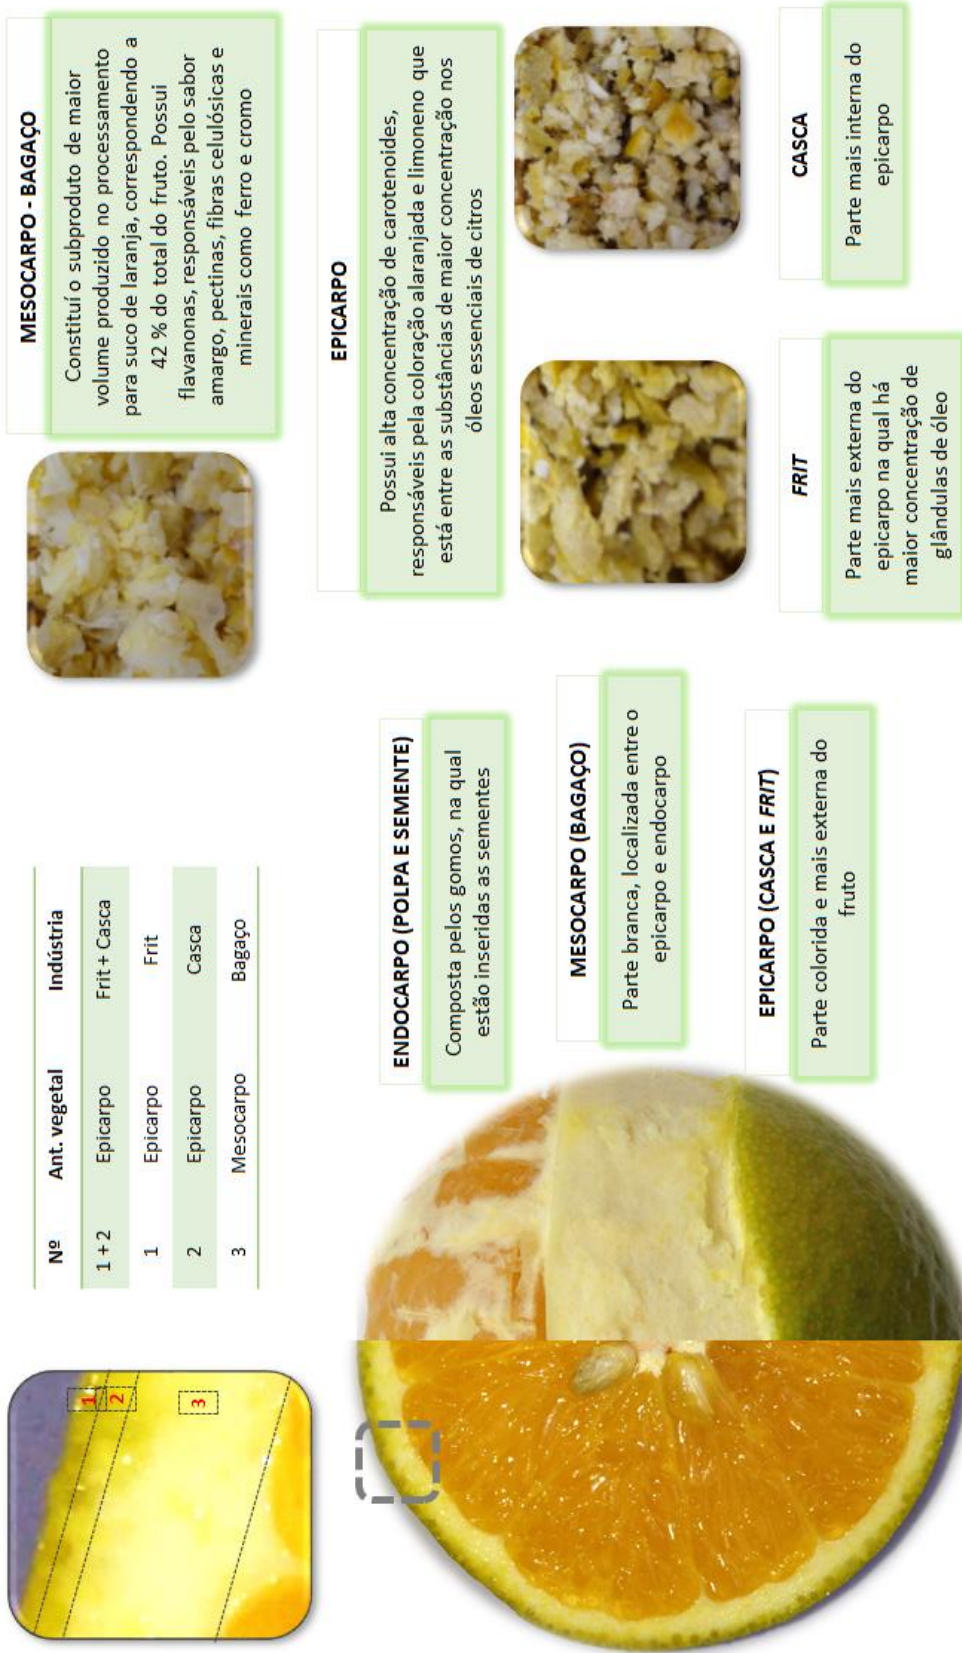 1
2
3
Nº Ant. vegetal Indústria
1 + 2 Epicarpo Frit + Casca
1 Epicarpo Frit
2 Epicarpo Casca
3 Mesocarpo Bagaço
MESOCARPO - BAGAÇO
Constituí o subproduto de maior
volume produzido no processamento
para suco de laranja, correspondendo a
42 % do total do fruto. Possui
flavanonas, responsáveis pelo sabor
amargo, pectinas, fibras celulósicas e
minerais como ferro e cromo
ENDOCARPO (POLPA E SEMENTE)
Composta pelos gomos, na qual
estão inseridas as sementes
MESOCARPO (BAGAÇO)
Parte branca, localizada entre o
epicarpo e endocarpo
EPICARPO (CASCA E FRIT)
Parte colorida e mais externa do
fruto
EPICARPO
Possui alta concentração de carotenoides,
responsáveis pela coloração alaranjada e limoneno que
está entre as substâncias de maior concentração nos
óleos essenciais de citros
FRIT
Parte mais externa do
epicarpo na qual há
maior concentração de
glândulas de óleo
CASCA
Parte mais interna do
epicarpo